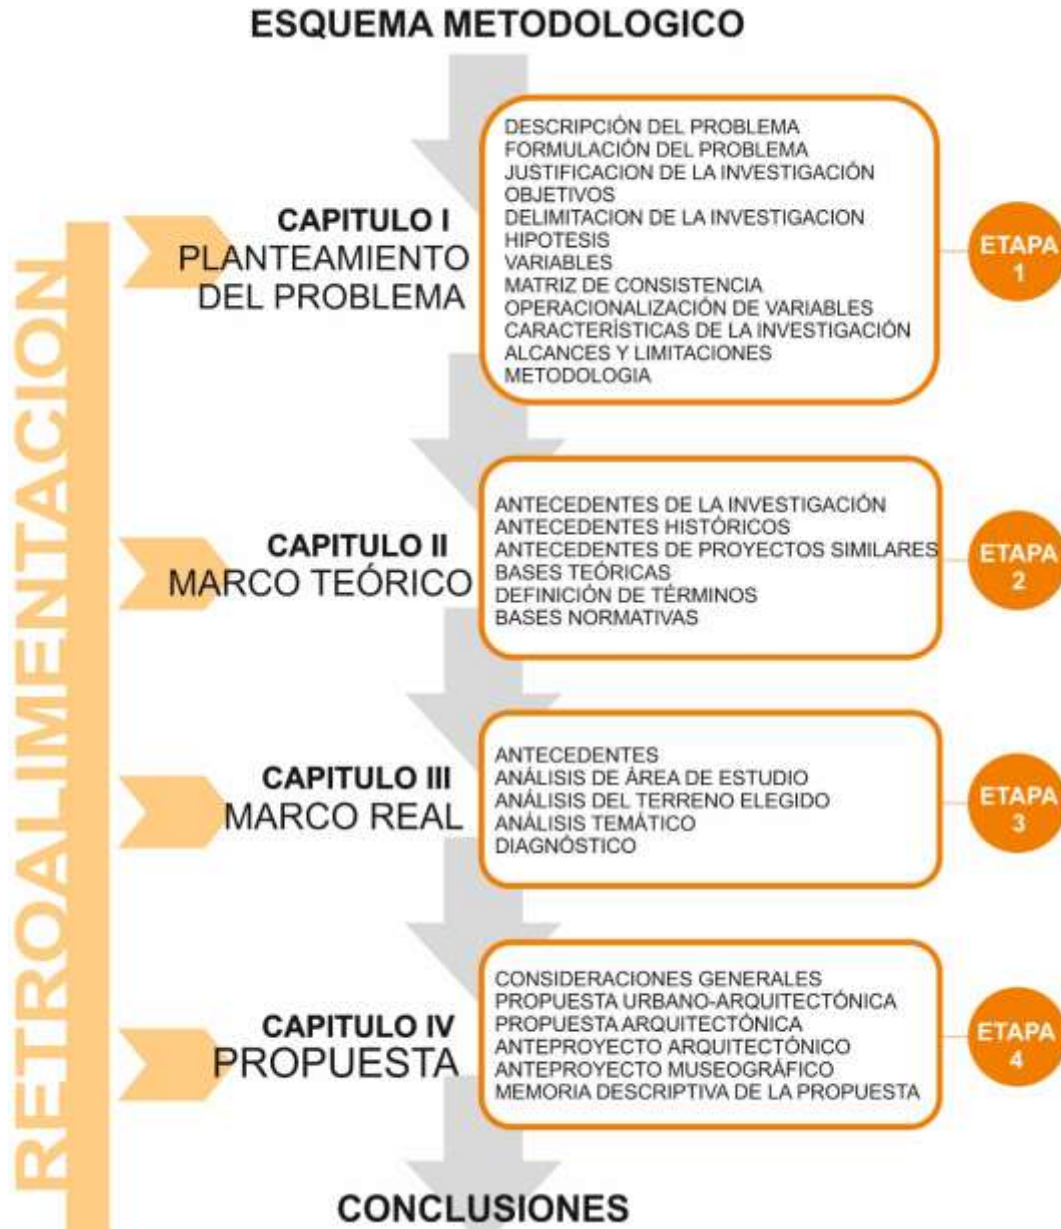 ESQUEMA METODOLOGICO
RETROALIMENTACION
CAPITULO I
PLANTEAMIENTO
DEL PROBLEMA
DESCRIPCIÓN DEL PROBLEMA
FORMULACIÓN DEL PROBLEMA
JUSTIFICACION DE LA INVESTIGACIÓN
OBJETIVOS
DELIMITACION DE LA INVESTIGACION
HIPOTESIS
VARIABLES
MATRIZ DE CONSISTENCIA
OPERACIONALIZACIÓN DE VARIABLES
CARACTERÍSTICAS DE LA INVESTIGACIÓN
ALCANCES Y LIMITACIONES
METODOLOGIA
ETAPA
1
CAPITULO II
MARCO TEÓRICO
ANTECEDENTES DE LA INVESTIGACIÓN
ANTECEDENTES HISTÓRICOS
ANTECEDENTES DE PROYECTOS SIMILARES
BASES TEÓRICAS
DEFINICIÓN DE TÉRMINOS
BASES NORMATIVAS
ETAPA
2
CAPITULO III
MARCO REAL
ANTECEDENTES
ANÁLISIS DE ÁREA DE ESTUDIO
ANÁLISIS DEL TERRENO ELEGIDO
ANÁLISIS TEMÁTICO
DIAGNÓSTICO
ETAPA
3
CAPITULO IV
PROPUESTA
CONSIDERACIONES GENERALES
PROPUESTA URBANO-ARQUITECTÓNICA
PROPUESTA ARQUITECTÓNICA
ANTEPROYECTO ARQUITECTÓNICO
ANTEPROYECTO MUSEOGRÁFICO
MEMORIA DESCRIPTIVA DE LA PROPUESTA
ETAPA
4
CONCLUSIONES